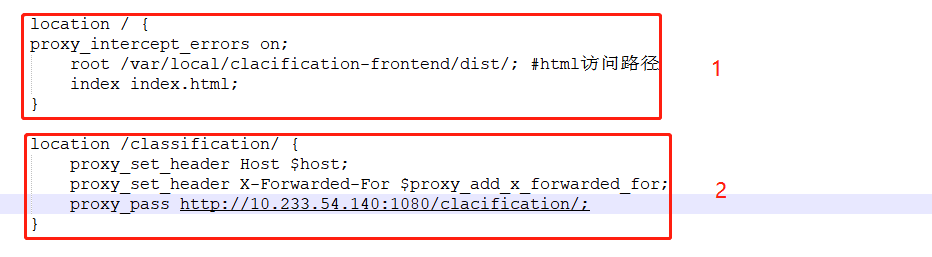 location / {
proxy_intercept_errors on;
root /var/local/clacification-frontend/dist/; #html访问路径
index index.html;
}
1
location /classification/ {
proxy_set_header Host $host;
proxy_set_header X-Forwarded-For $proxy_add_x_forwarded_for;
proxy_pass http://10.233.54.140:1080/clacification/;
}
2